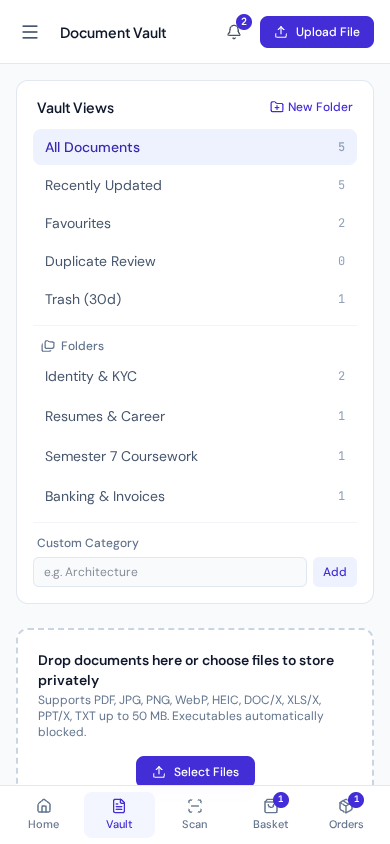 Document Vault
2
Upload File
Vault Views
New Folder
All Documents 5
Recently Updated 5
Favourites 2
Duplicate Review 0
Trash (30d) 1
Folders
Identity & KYC 2
Resumes & Career 1
Semester 7 Coursework 1
Banking & Invoices 1
Custom Category
e.g. Architecture
Add
Drop documents here or choose files to store
privately
Supports PDF, JPG, PNG, WebP, HEIC, DOC/X, XLS/X,
PPT/X, TXT up to 50 MB. Executables automatically
blocked.
Select Files
1 1
Home Vault Scan Basket Orders